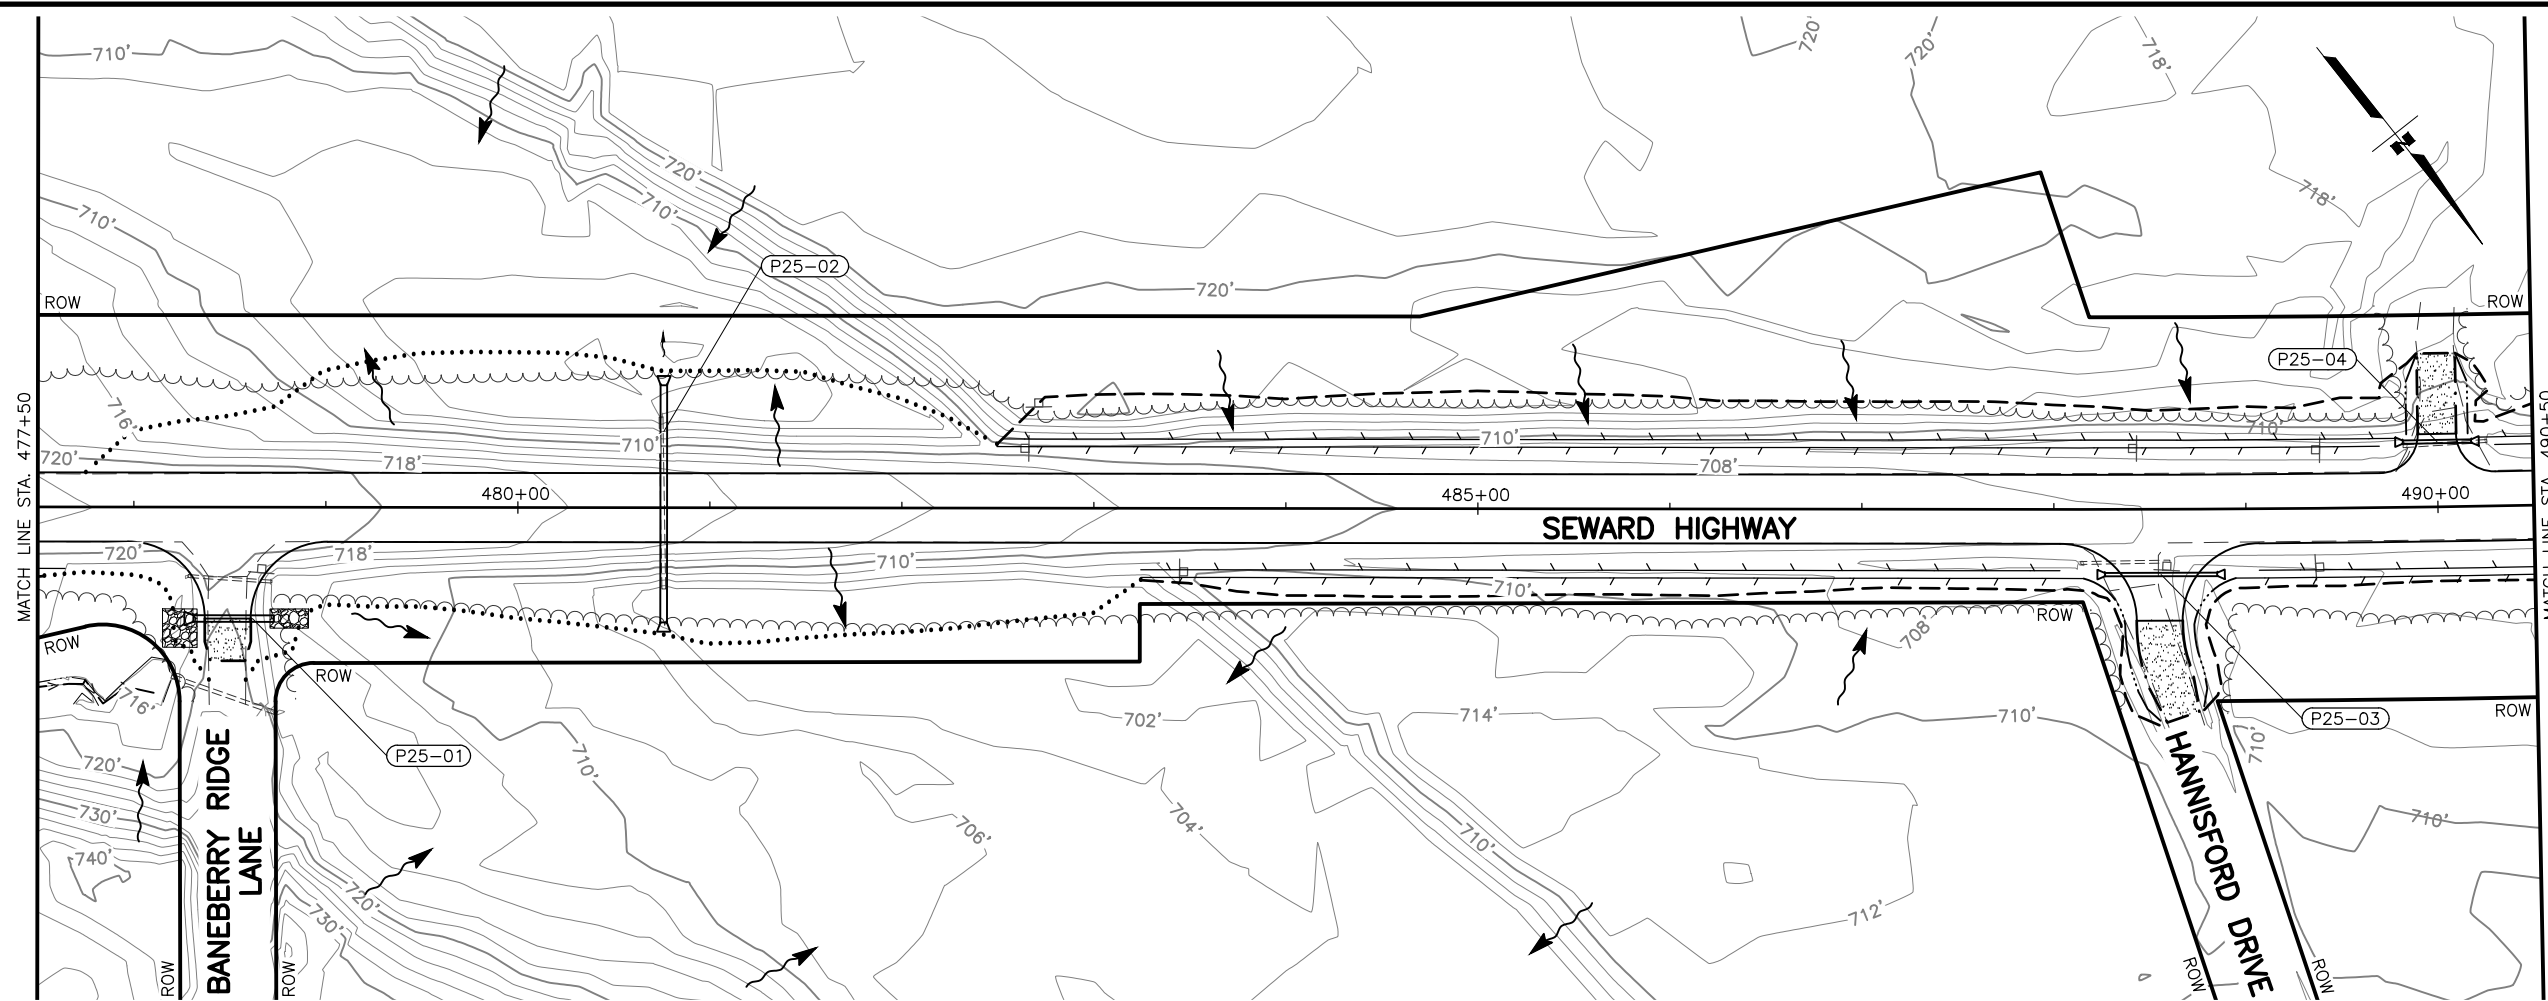 710'
720'
720'
718'
720'
710'
718'
710'
P25-02
720'
ROW
ROW
P25-04
716'
710'
710'
710'
720'
718'
708'
MATCH LINE STA. 477+50
MATCH LINE STA. 490+50
480+00
485+00
490+00
SEWARD HIGHWAY
720'
718'
710'
710'
ROW
ROW
708'
ROW
716'
702'
714'
710'
ROW
P25-03
P25-01
720'
710'
710'
730'
704'
706'
710'
710'
740'
720'
730'
712'
BANEBERRY RIDGE
LANE
HANNISFORD DRIVE
ROW
ROW
ROW
ROW